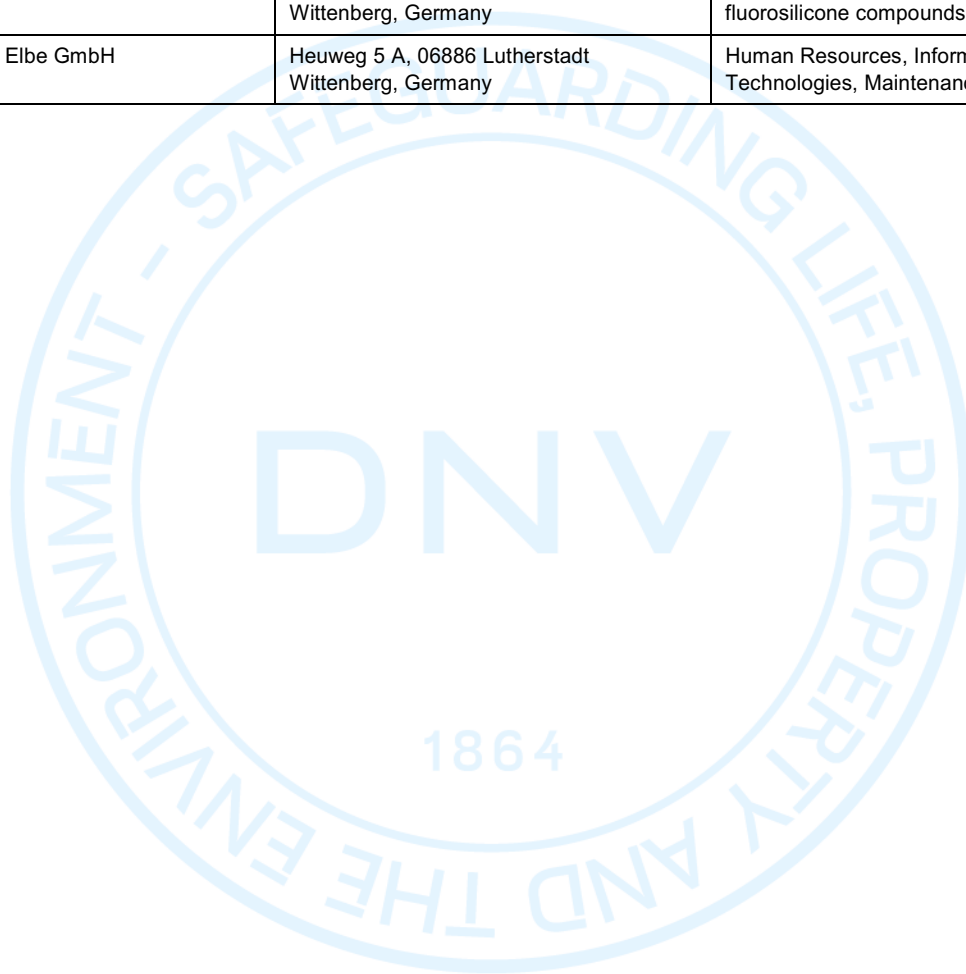 Wittenberg, Germany
fluorosilicone compounds
Elbe GmbH
Heuweg 5 A, 06886 Lutherstadt
Wittenberg, Germany
Human Resources,
Technologies,
SAFEGUARDING LIFE, PROPERTY AND THE ENVIRONMENT -
DNV
1864